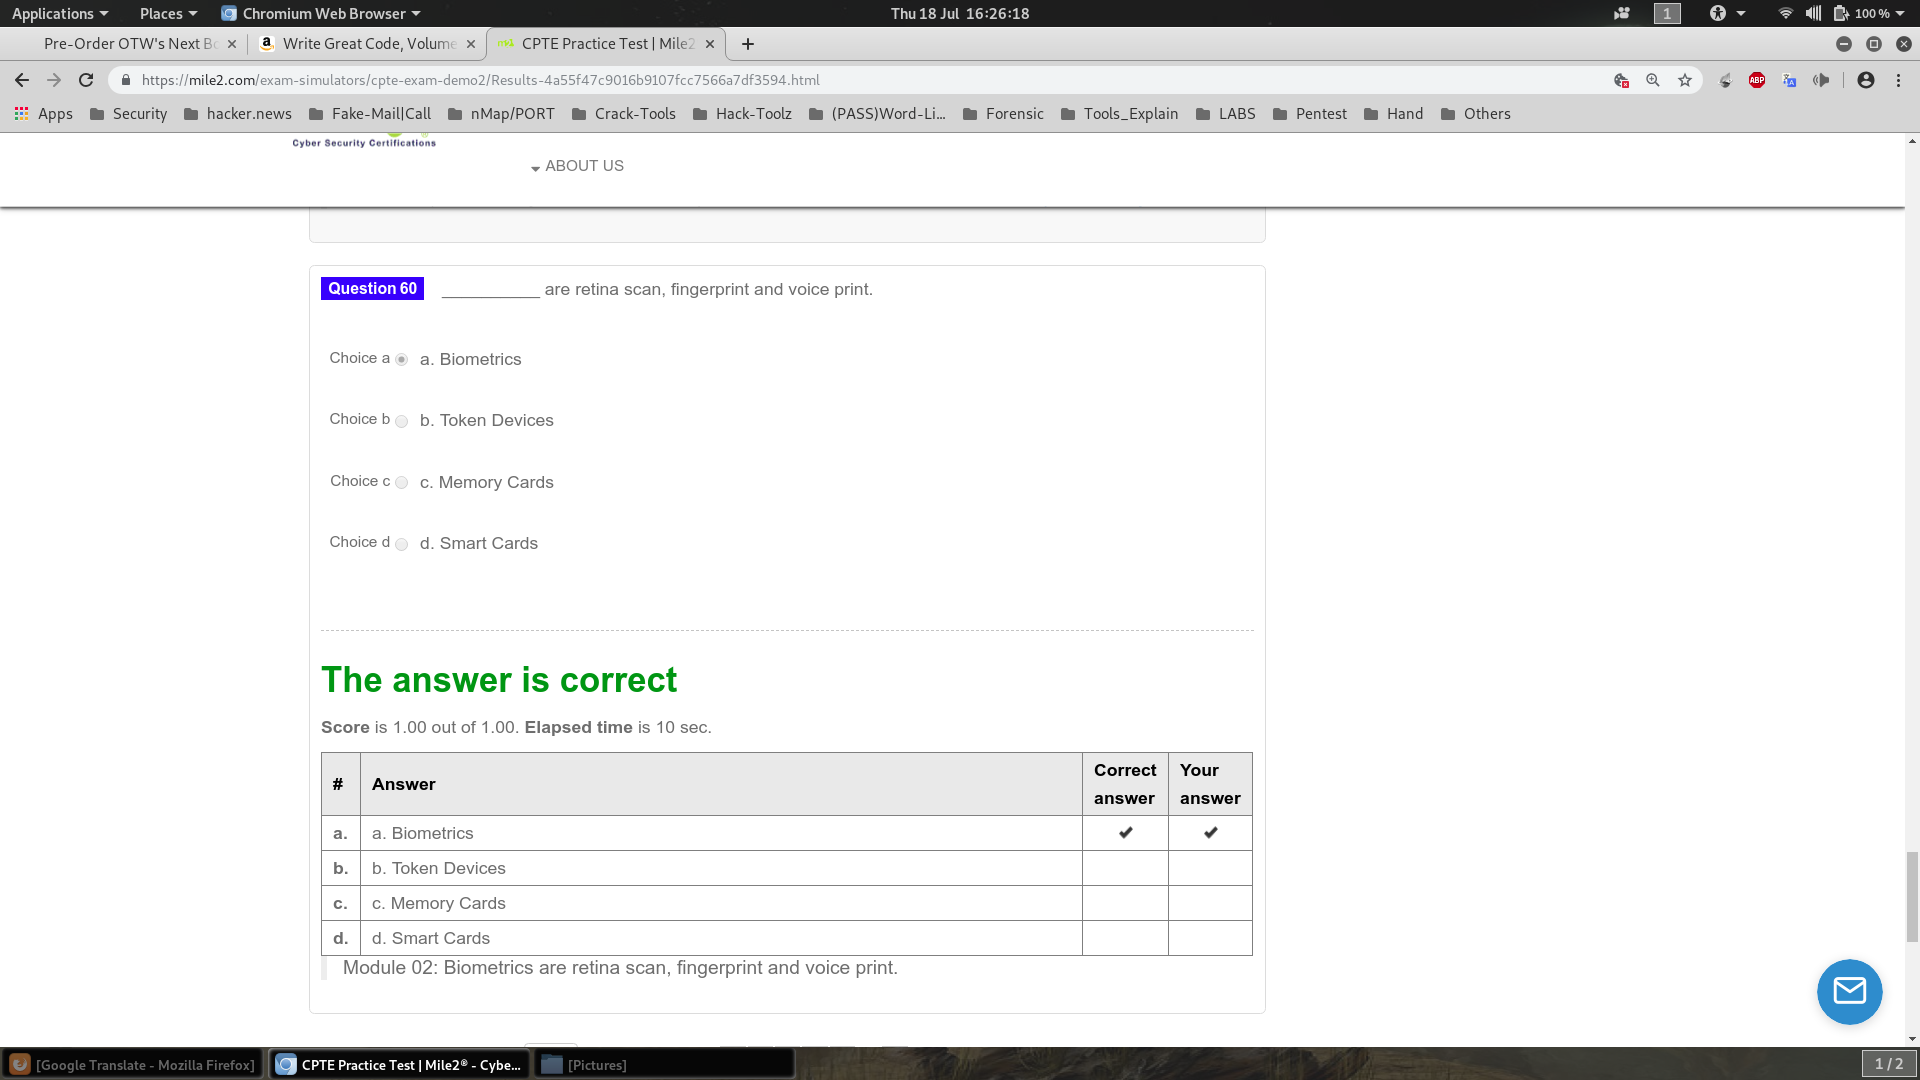 Applications Places Chromium Web Browser Thu 18 Jul 16:26:18 1 100 %
Pre-Order OTW's Next Bo Write Great Code, Volume CPTE Practice Test | Mile2
https://mile2.com/exam-simulators/cpte-exam-demo2/Results-4a55f47c9016b9107fcc7566a7df3594.html ABP
Apps Security hacker.news Fake-Mail|Call nMap/PORT Crack-Tools Hack-Toolz (PASS)Word-Li... Forensic Tools_Explain LABS Pentest Hand Others
Cyber Security Certifications
ABOUT US
Question 60 __________ are retina scan, fingerprint and voice print.
Choice a a. Biometrics
Choice b b. Token Devices
Choice c c. Memory Cards
Choice d d. Smart Cards
The answer is correct
Score is 1.00 out of 1.00. Elapsed time is 10 sec.
# Answer Correct answer Your answer
a. a. Biometrics ✔ ✔
b. b. Token Devices
c. c. Memory Cards
d. d. Smart Cards
Module 02: Biometrics are retina scan, fingerprint and voice print.
[Google Translate - Mozilla Firefox] CPTE Practice Test | Mile2® - Cybe... [Pictures] 1 / 2